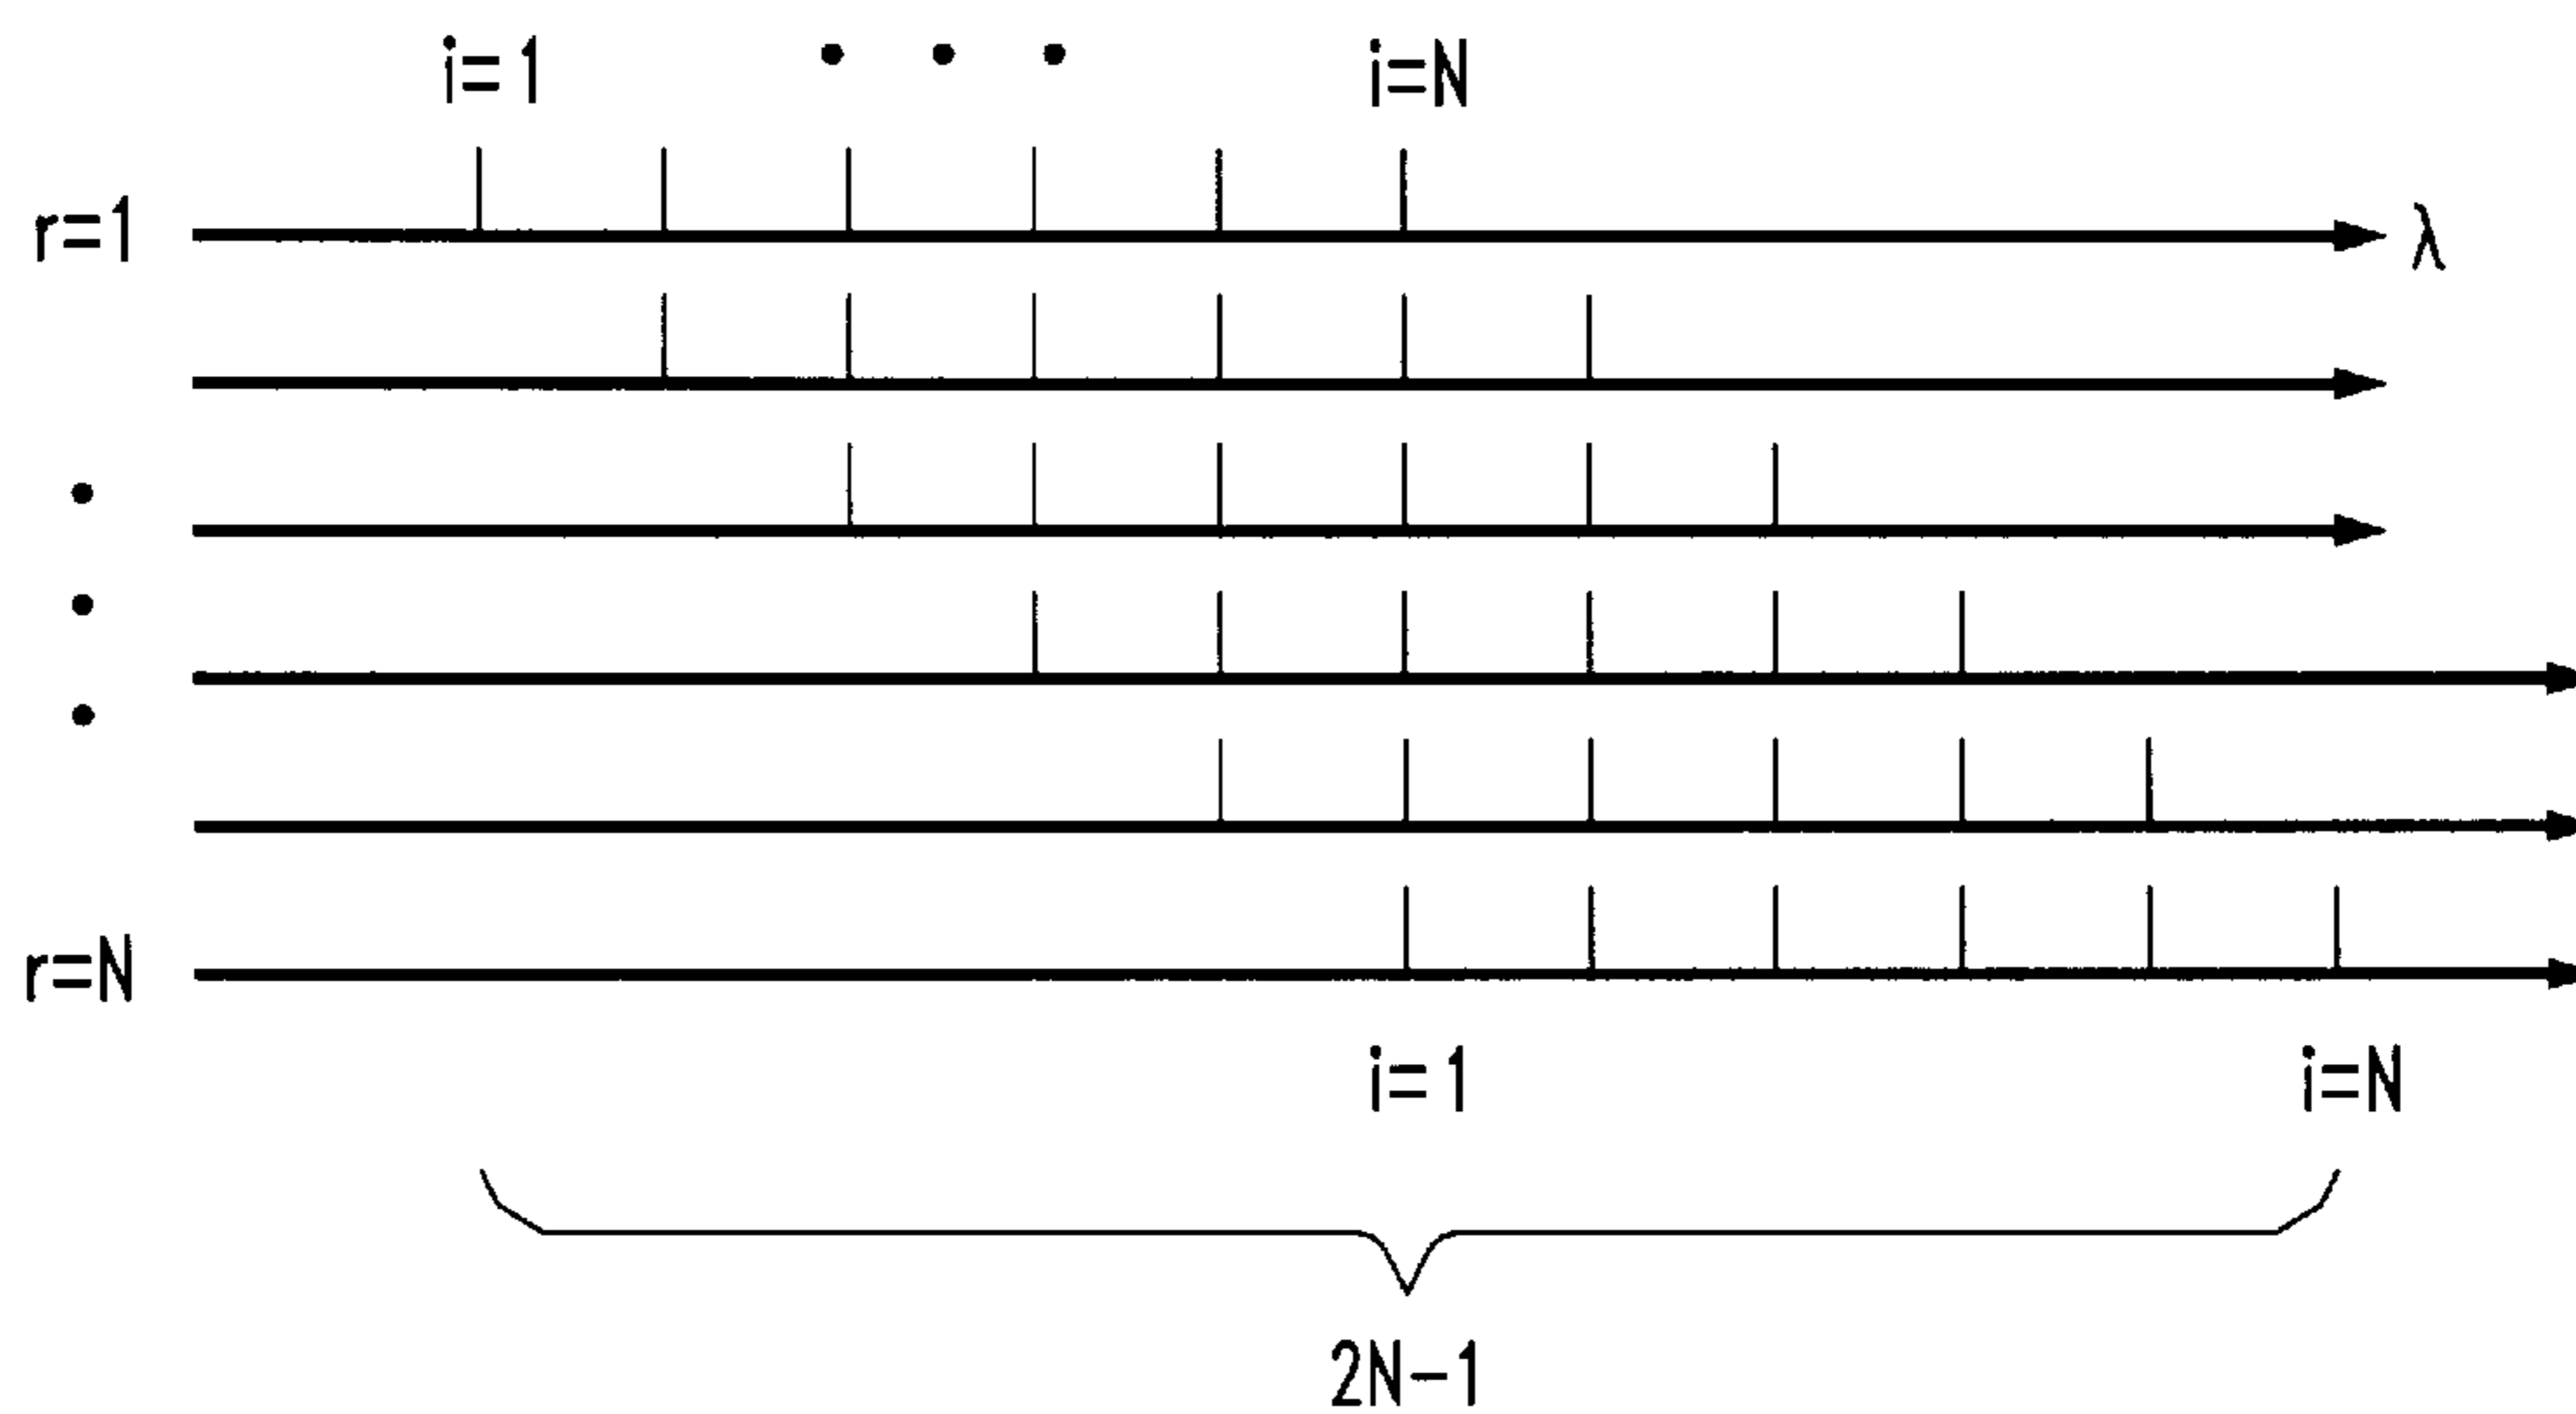 i=1 • • • i=N
r=1 λ
r=N
i=1 i=N
2N-1